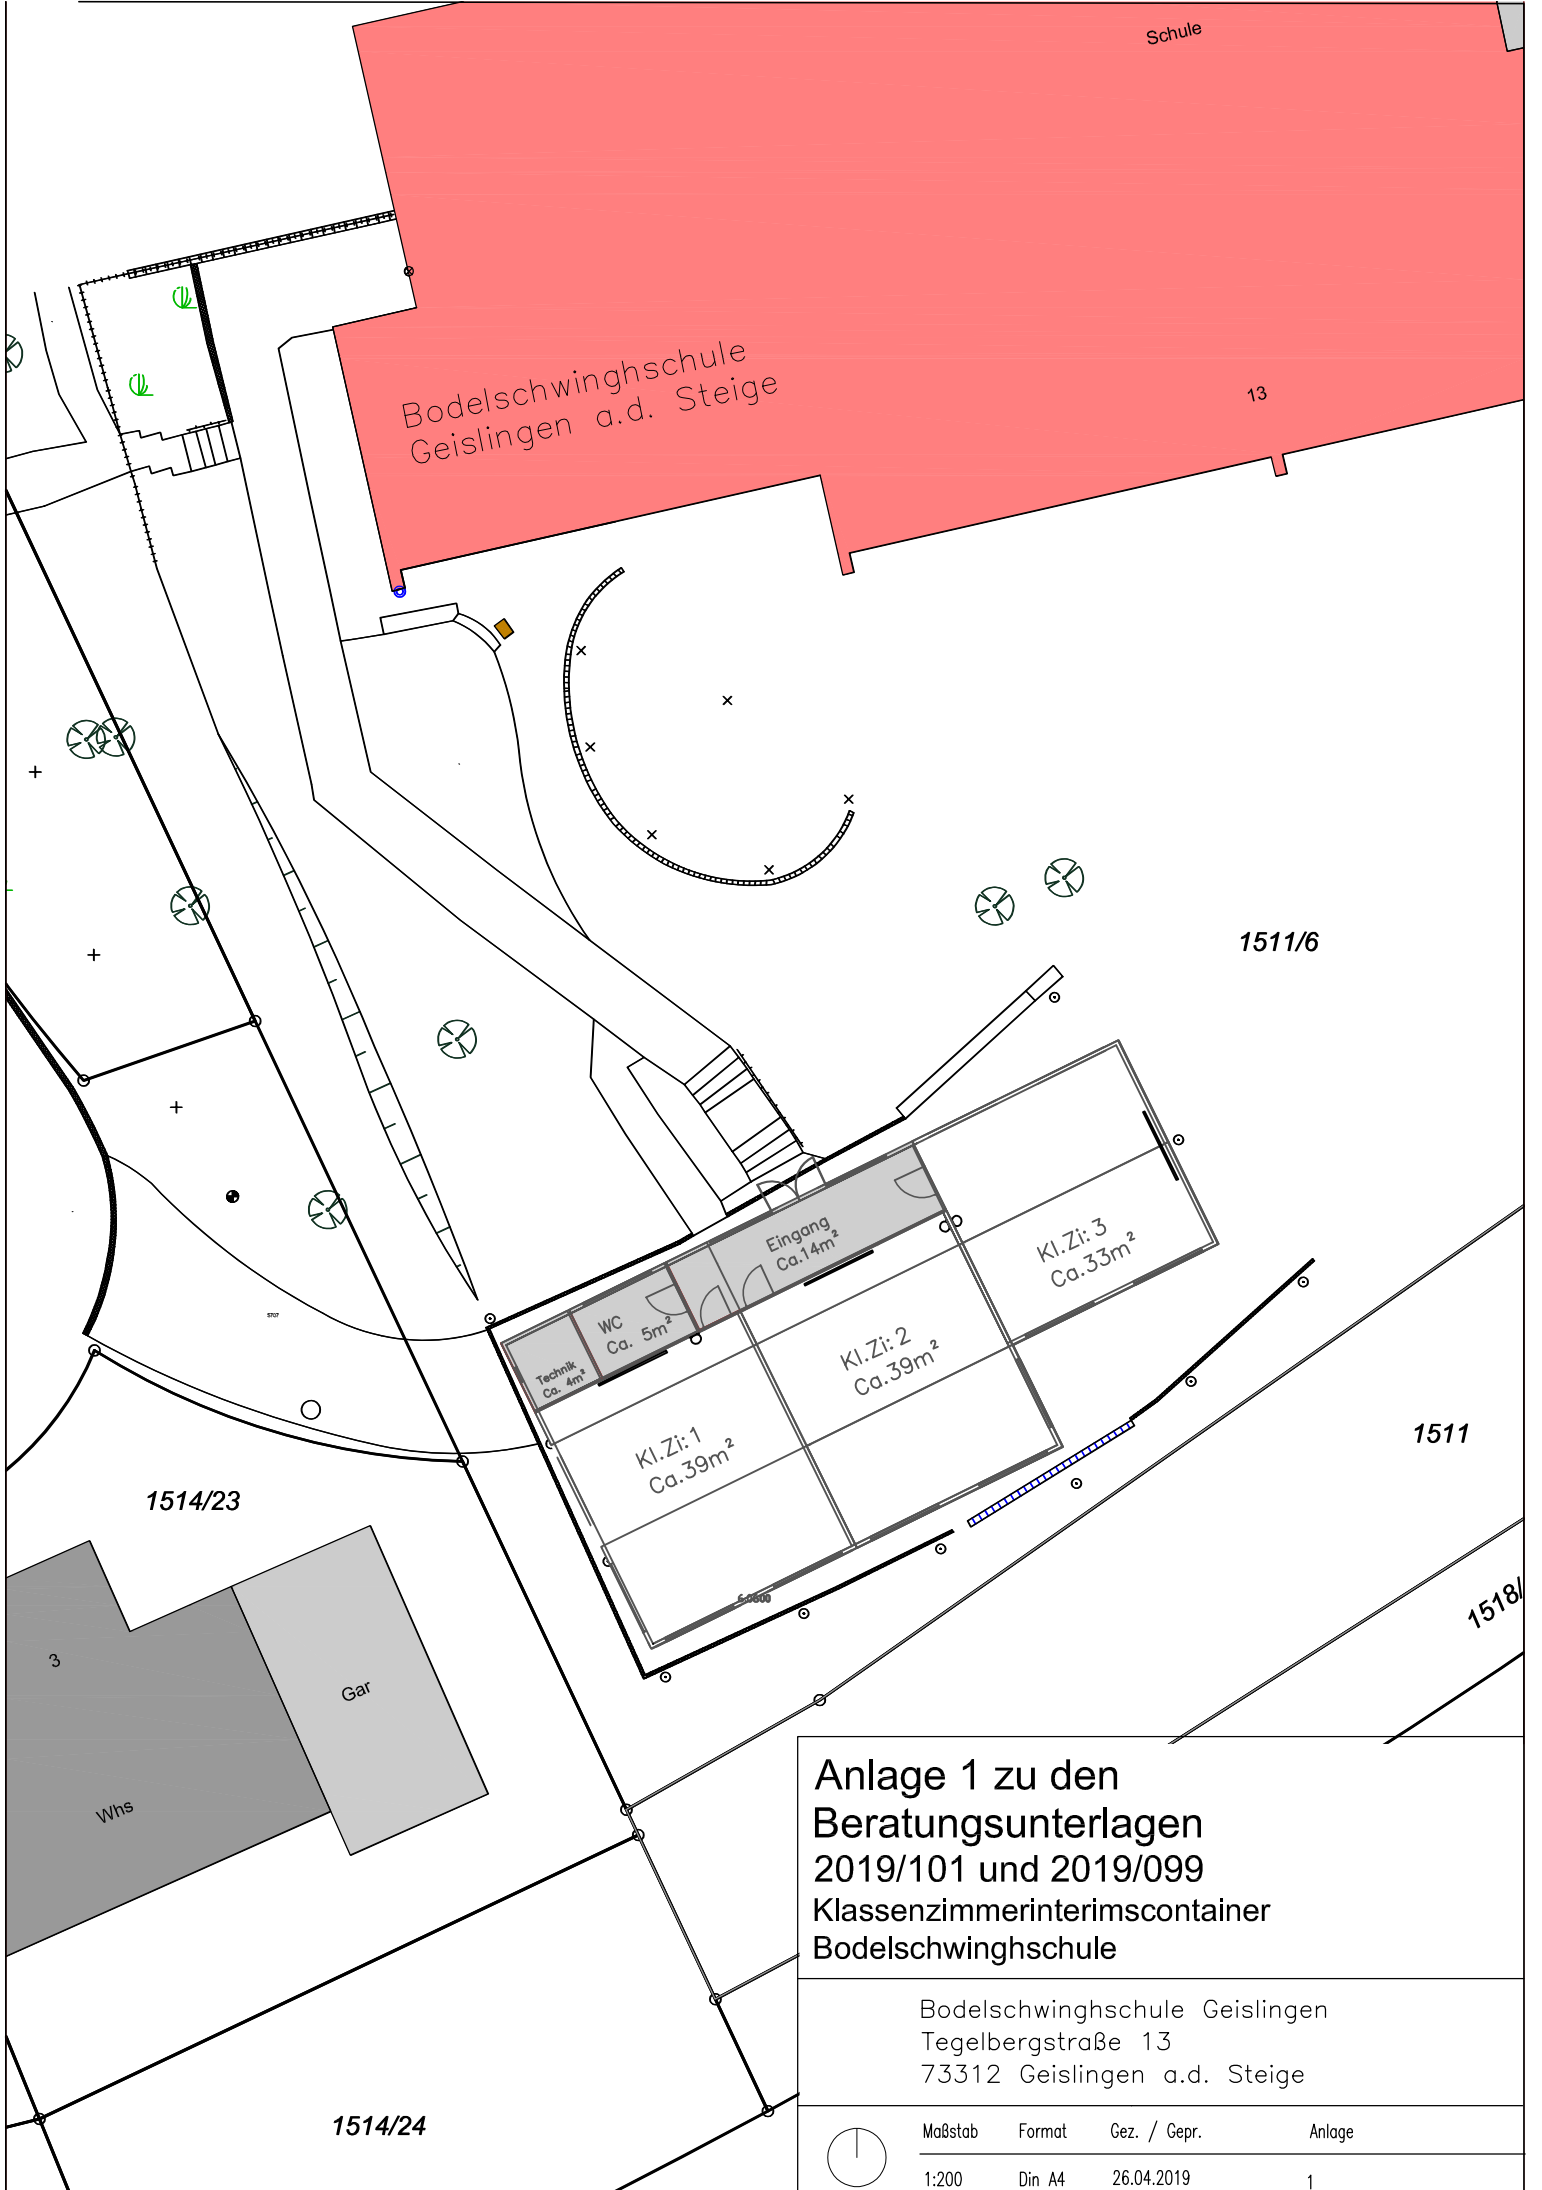 Schule
Bodelschwinghschule
Geislingen a.d. Steige
13
1511/6
Eingang
Ca.14m²
Kl.Zi: 3
Ca.33m²
WC
Ca. 5m²
Technik
Ca. 4m²
Kl.Zi: 2
Ca.39m²
Kl.Zi: 1
Ca.39m²
S707
1511
1514/23
1518/
6.0600
3
Gar
Whs
Anlage 1 zu den
Beratungsunterlagen
2019/101 und 2019/099
Klassenzimmerinterimscontainer
Bodelschwinghschule
Bodelschwinghschule Geislingen
Tegelbergstraße 13
73312 Geislingen a.d. Steige
1514/24
Maßstab Format Gez. / Gepr. Anlage
1:200 Din A4 26.04.2019 1